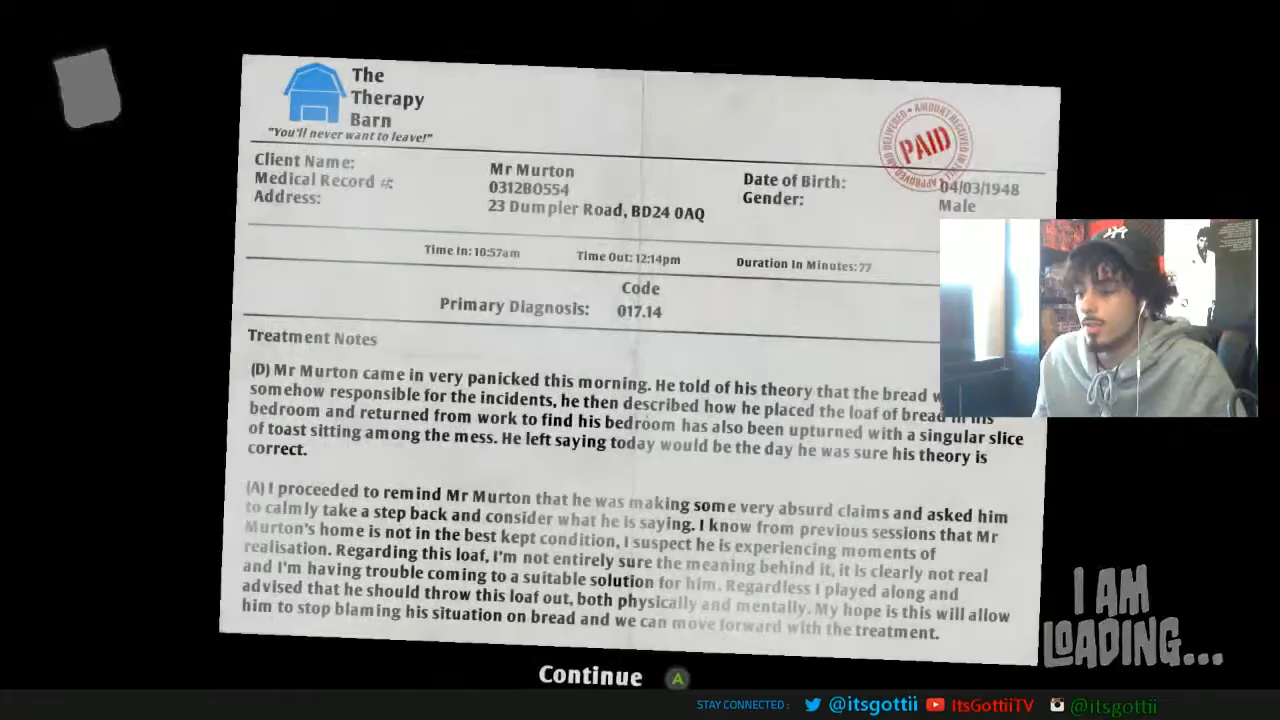 The
Therapy
Barn
"You'll never want to leave!"
AMOUNT RECEIVED IN FULL
APPROVED AND DELIVERED
PAID
Client Name: Mr Murton Date of Birth: 04/03/1948
Medical Record #: 0312B0554 Gender: Male
Address: 23 Dumpler Road, BD24 0AQ
Time In: 10:57am Time Out: 12:14pm Duration In Minutes: 77
Code
Primary Diagnosis: 017.14
Treatment Notes
(D) Mr Murton came in very panicked this morning. He told of his theory that the bread
somehow responsible for the incidents, he then described how he placed the loaf of bread in his
bedroom and returned from work to find his bedroom has also been upturned with a singular slice
of toast sitting among the mess. He left saying today would be the day he was sure his theory is
correct.
(A) I proceeded to remind Mr Murton that he was making some very absurd claims and asked him
to calmly take a step back and consider what he is saying. I know from previous sessions that Mr
Murton's home is not in the best kept condition, I suspect he is experiencing moments of
realisation. Regarding this loaf, I'm not entirely sure the meaning behind it, it is clearly not real
and I'm having trouble coming to a suitable solution for him. Regardless I played along and
advised that he should throw this loaf out, both physically and mentally. My hope is this will allow
him to stop blaming his situation on bread and we can move forward with the treatment.
I AM
LOADING...
Continue A
STAY CONNECTED: @itsgottii ItsGottiiTV @itsgottii